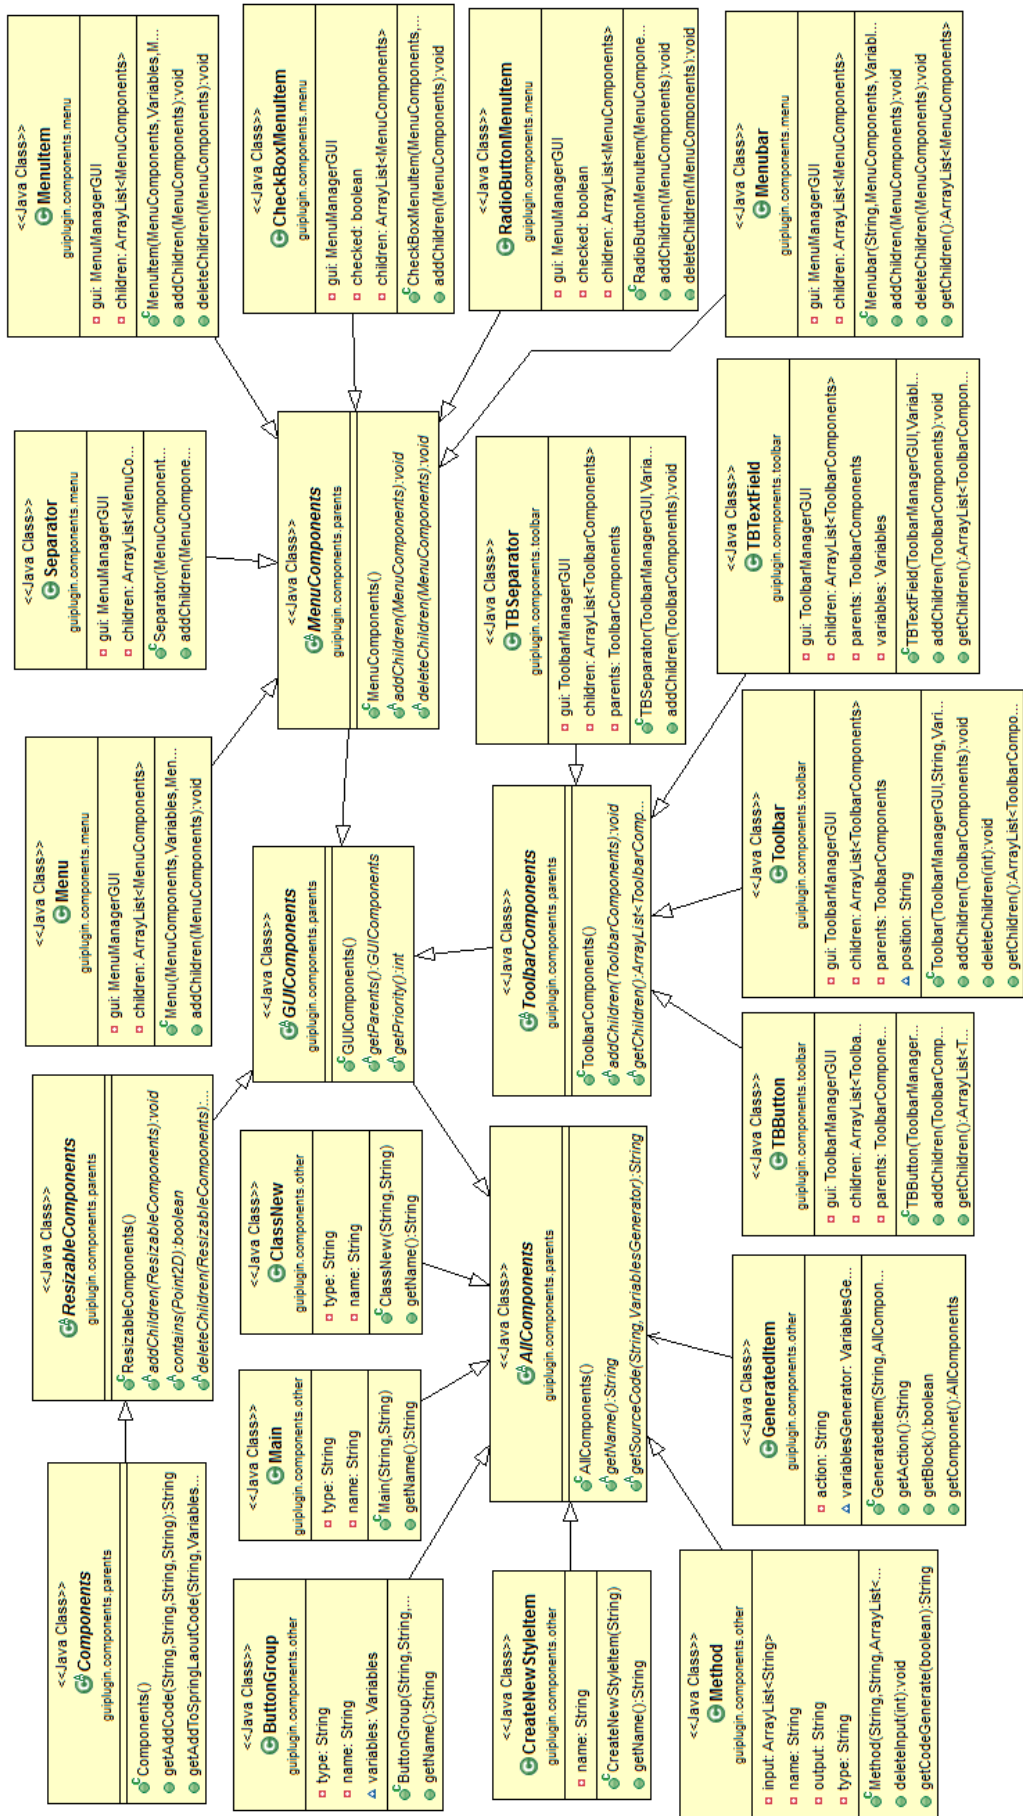 <<Java Class>>
Components
guiplugin.components.parents
Components()
getAddCode(String,String,String):String
getAddToSpringLaoutCode(String,Variables...
<<Java Class>>
ResizableComponents
guiplugin.components.parents
ResizableComponents()
addChildren(ResizableComponents):void
contains(Point2D):boolean
deleteChildren(ResizableComponents):...
<<Java Class>>
Menu
guiplugin.components.menu
gui: MenuManagerGUI
children: ArrayList<MenuComponents>
Menu(MenuComponents,Variables,Men...
addChildren(MenuComponents):void
<<Java Class>>
Separator
guiplugin.components.menu
gui: MenuManagerGUI
children: ArrayList<MenuCo...
Separator(MenuComponent...
addChildren(MenuCompone...
<<Java Class>>
MenuItem
guiplugin.components.menu
gui: MenuManagerGUI
children: ArrayList<MenuComponents>
MenuItem(MenuComponents,Variables,M...
addChildren(MenuComponents):void
deleteChildren(MenuComponents):void
<<Java Class>>
ButtonGroup
guiplugin.components.other
type: String
name: String
variables: Variables
ButtonGroup(String,String,...
getName():String
<<Java Class>>
Main
guiplugin.components.other
type: String
name: String
Main(String,String)
getName():String
<<Java Class>>
ClassNew
guiplugin.components.other
type: String
name: String
ClassNew(String,String)
getName():String
<<Java Class>>
GUIComponents
guiplugin.components.parents
GUIComponents()
getParents():GUIComponents
getPriority():int
<<Java Class>>
MenuComponents
guiplugin.components.parents
MenuComponents()
addChildren(MenuComponents):void
deleteChildren(MenuComponents):void
<<Java Class>>
CheckBoxMenuItem
guiplugin.components.menu
gui: MenuManagerGUI
checked: boolean
children: ArrayList<MenuComponents>
CheckBoxMenuItem(MenuComponents,...
addChildren(MenuComponents):void
<<Java Class>>
RadioButtonMenuItem
guiplugin.components.menu
gui: MenuManagerGUI
checked: boolean
children: ArrayList<MenuComponents>
RadioButtonMenuItem(MenuCompone...
addChildren(MenuComponents):void
deleteChildren(MenuComponents):void
<<Java Class>>
CreateNewStyleItem
guiplugin.components.other
name: String
CreateNewStyleItem(String)
getName():String
<<Java Class>>
AllComponents
guiplugin.components.parents
AllComponents()
getName():String
getSourceCode(String,VariablesGenerator):String
<<Java Class>>
ToolbarComponents
guiplugin.components.parents
ToolbarComponents()
addChildren(ToolbarComponents):void
getChildren():ArrayList<ToolbarComp...
<<Java Class>>
TBSeparator
guiplugin.components.toolbar
gui: ToolbarManagerGUI
children: ArrayList<ToolbarComponents>
parents: ToolbarComponents
TBSeparator(ToolbarManagerGUI,Varia...
addChildren(ToolbarComponents):void
<<Java Class>>
Menubar
guiplugin.components.menu
gui: MenuManagerGUI
children: ArrayList<MenuComponents>
Menubar(String,MenuComponents,Variabl...
addChildren(MenuComponents):void
deleteChildren(MenuComponents):void
getChildren():ArrayList<MenuComponents>
<<Java Class>>
Method
guiplugin.components.other
input: ArrayList<String>
name: String
output: String
type: String
Method(String,String,ArrayList<...
deleteInput(int):void
getCodeGenerate(boolean):String
<<Java Class>>
GeneratedItem
guiplugin.components.other
action: String
variablesGenerator: VariablesGe...
GeneratedItem(String,AllCompon...
getAction():String
getBlock():boolean
getComponet():AllComponents
<<Java Class>>
TBButton
guiplugin.components.toolbar
gui: ToolbarManagerGUI
children: ArrayList<Toolba...
parents: ToolbarCompone...
TBButton(ToolbarManager...
addChildren(ToolbarComp...
getChildren():ArrayList<T...
<<Java Class>>
Toolbar
guiplugin.components.toolbar
gui: ToolbarManagerGUI
children: ArrayList<ToolbarComponents>
parents: ToolbarComponents
position: String
Toolbar(ToolbarManagerGUI,String,Vari...
addChildren(ToolbarComponents):void
deleteChildren(int):void
getChildren():ArrayList<ToolbarCompo...
<<Java Class>>
TBTextField
guiplugin.components.toolbar
gui: ToolbarManagerGUI
children: ArrayList<ToolbarComponents>
parents: ToolbarComponents
variables: Variables
TBTextField(ToolbarManagerGUI,Variabl...
addChildren(ToolbarComponents):void
getChildren():ArrayList<ToolbarCompon...